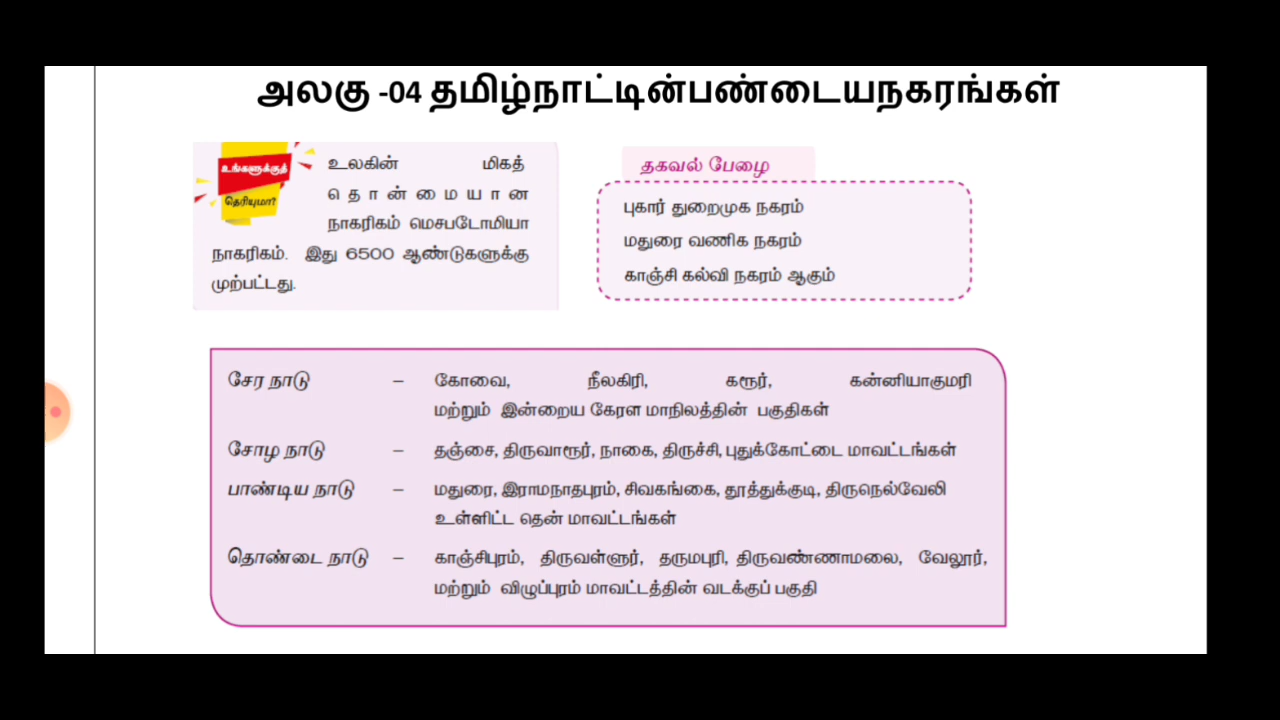 அலகு -04 தமிழ்நாட்டின்பண்டையநகரங்கள்
உங்களுக்குத்
தெரியுமா?
உலகின் மிகத்
தொன்மையான
நாகரிகம் மெசபடோமியா
நாகரிகம். இது 6500 ஆண்டுகளுக்கு
முற்பட்டது.
தகவல் பேழை
புகார் துறைமுக நகரம்
மதுரை வணிக நகரம்
காஞ்சி கல்வி நகரம் ஆகும்
சேர நாடு – கோவை, நீலகிரி, கரூர், கன்னியாகுமரி
மற்றும் இன்றைய கேரள மாநிலத்தின் பகுதிகள்
சோழ நாடு – தஞ்சை, திருவாரூர், நாகை, திருச்சி, புதுக்கோட்டை மாவட்டங்கள்
பாண்டிய நாடு – மதுரை, இராமநாதபுரம், சிவகங்கை, தூத்துக்குடி, திருநெல்வேலி
உள்ளிட்ட தென் மாவட்டங்கள்
தொண்டை நாடு – காஞ்சிபுரம், திருவள்ளுர், தருமபுரி, திருவண்ணாமலை, வேலூர்,
மற்றும் விழுப்புரம் மாவட்டத்தின் வடக்குப் பகுதி